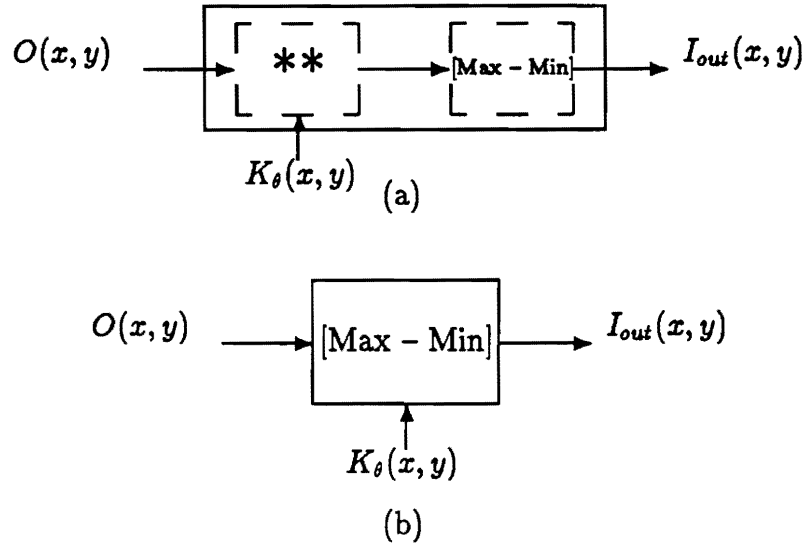 O(x, y) ** [Max – Min] I_out(x, y)
K_θ(x, y)
(a)
O(x, y) [Max – Min] I_out(x, y)
K_θ(x, y)
(b)